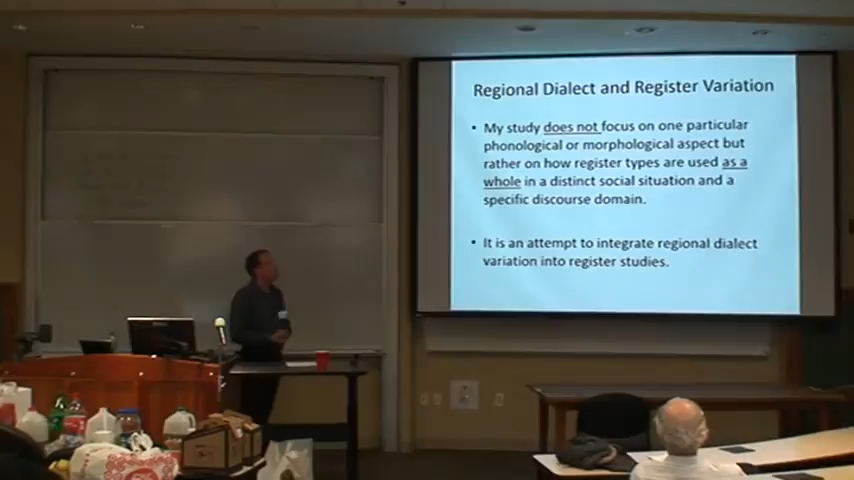 Regional Dialect and Register Variation
• My study does not focus on one particular
phonological or morphological aspect but
rather on how register types are used as a
whole in a distinct social situation and a
specific discourse domain.
• It is an attempt to integrate regional dialect
variation into register studies.